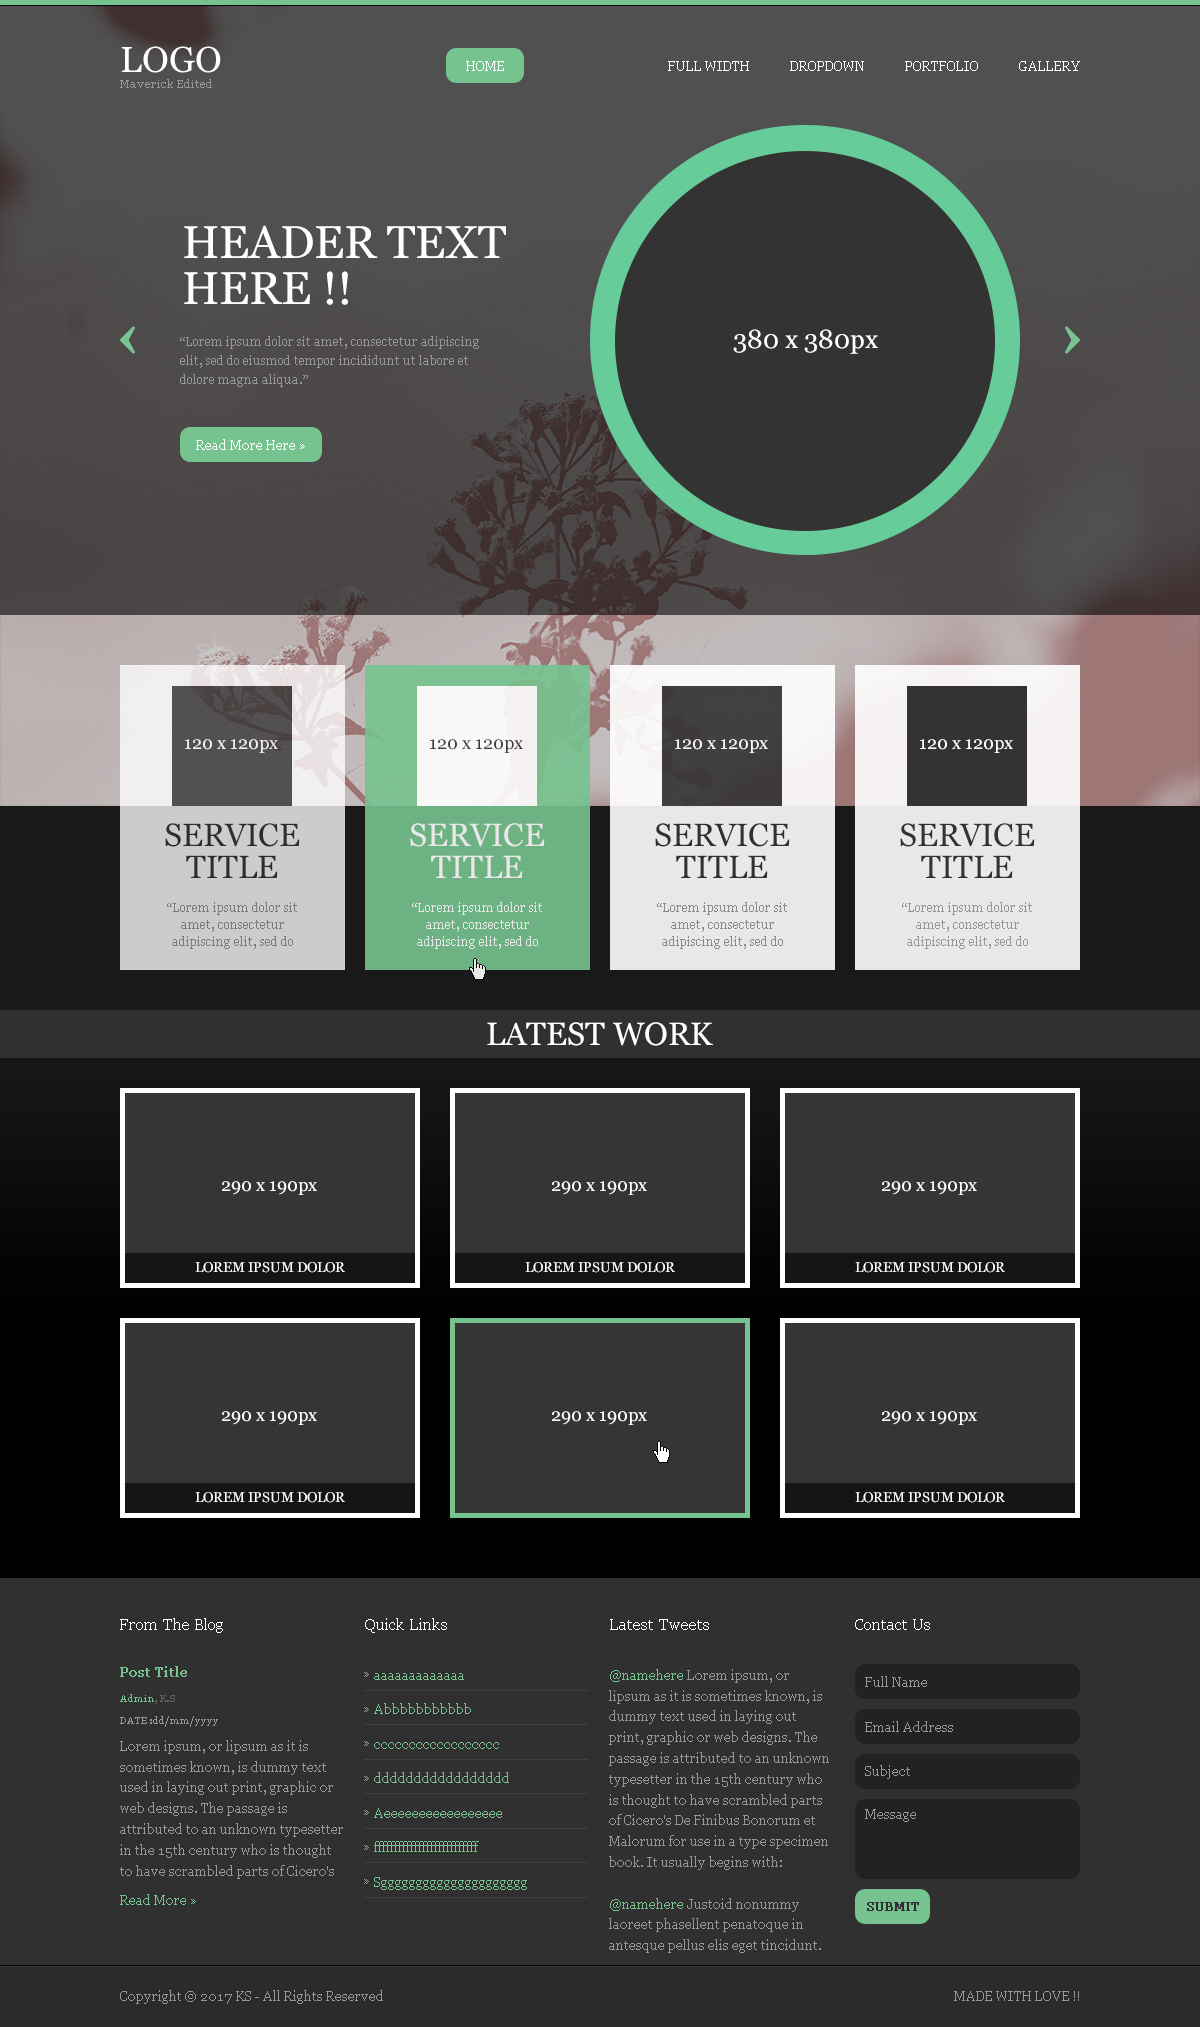 LOGO
Maverick Edited
HOME
FULL WIDTH
DROPDOWN
PORTFOLIO
GALLERY
HEADER TEXT
HERE !!
“Lorem ipsum dolor sit amet, consectetur adipiscing
elit, sed do eiusmod tempor incididunt ut labore et
dolore magna aliqua.”
Read More Here »
380 x 380px
120 x 120px
SERVICE
TITLE
“Lorem ipsum dolor sit
amet, consectetur
adipiscing elit, sed do
120 x 120px
SERVICE
TITLE
“Lorem ipsum dolor sit
amet, consectetur
adipiscing elit, sed do
120 x 120px
SERVICE
TITLE
“Lorem ipsum dolor sit
amet, consectetur
adipiscing elit, sed do
120 x 120px
SERVICE
TITLE
“Lorem ipsum dolor sit
amet, consectetur
adipiscing elit, sed do
LATEST WORK
290 x 190px
LOREM IPSUM DOLOR
290 x 190px
LOREM IPSUM DOLOR
290 x 190px
LOREM IPSUM DOLOR
290 x 190px
LOREM IPSUM DOLOR
290 x 190px
290 x 190px
LOREM IPSUM DOLOR
From The Blog
Post Title
Admin, K.S
DATE :dd/mm/yyyy
Lorem ipsum, or lipsum as it is
sometimes known, is dummy text
used in laying out print, graphic or
web designs. The passage is
attributed to an unknown typesetter
in the 15th century who is thought
to have scrambled parts of Cicero's
Read More »
Quick Links
» aaaaaaaaaaaaa
» Abbbbbbbbbbb
» cccccccccccccccccc
» ddddddddddddddddd
» Aeeeeeeeeeeeeeeeee
» ffffffffffffffffffffffffff
» Sggggggggggggggggggggg
Latest Tweets
@namehere Lorem ipsum, or
lipsum as it is sometimes known, is
dummy text used in laying out
print, graphic or web designs. The
passage is attributed to an unknown
typesetter in the 15th century who
is thought to have scrambled parts
of Cicero's De Finibus Bonorum et
Malorum for use in a type specimen
book. It usually begins with:
@namehere Justoid nonummy
laoreet phasellent penatoque in
antesque pellus elis eget tincidunt.
Contact Us
Full Name
Email Address
Subject
Message
SUBMIT
Copyright © 2017 KS - All Rights Reserved
MADE WITH LOVE !!